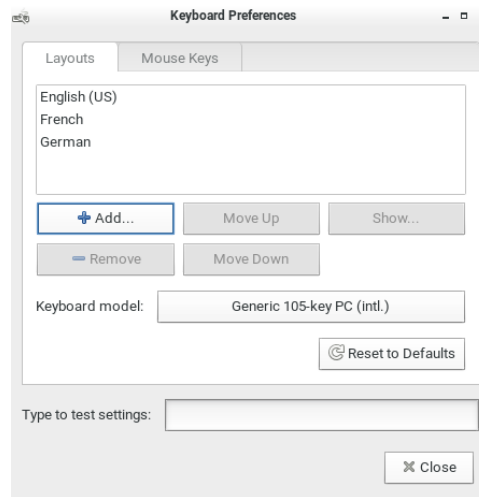 Keyboard Preferences
Layouts Mouse Keys
English (US)
French
German
Add... Move Up Show...
Remove Move Down
Keyboard model: Generic 105-key PC (intl.)
Reset to Defaults
Type to test settings:
Close